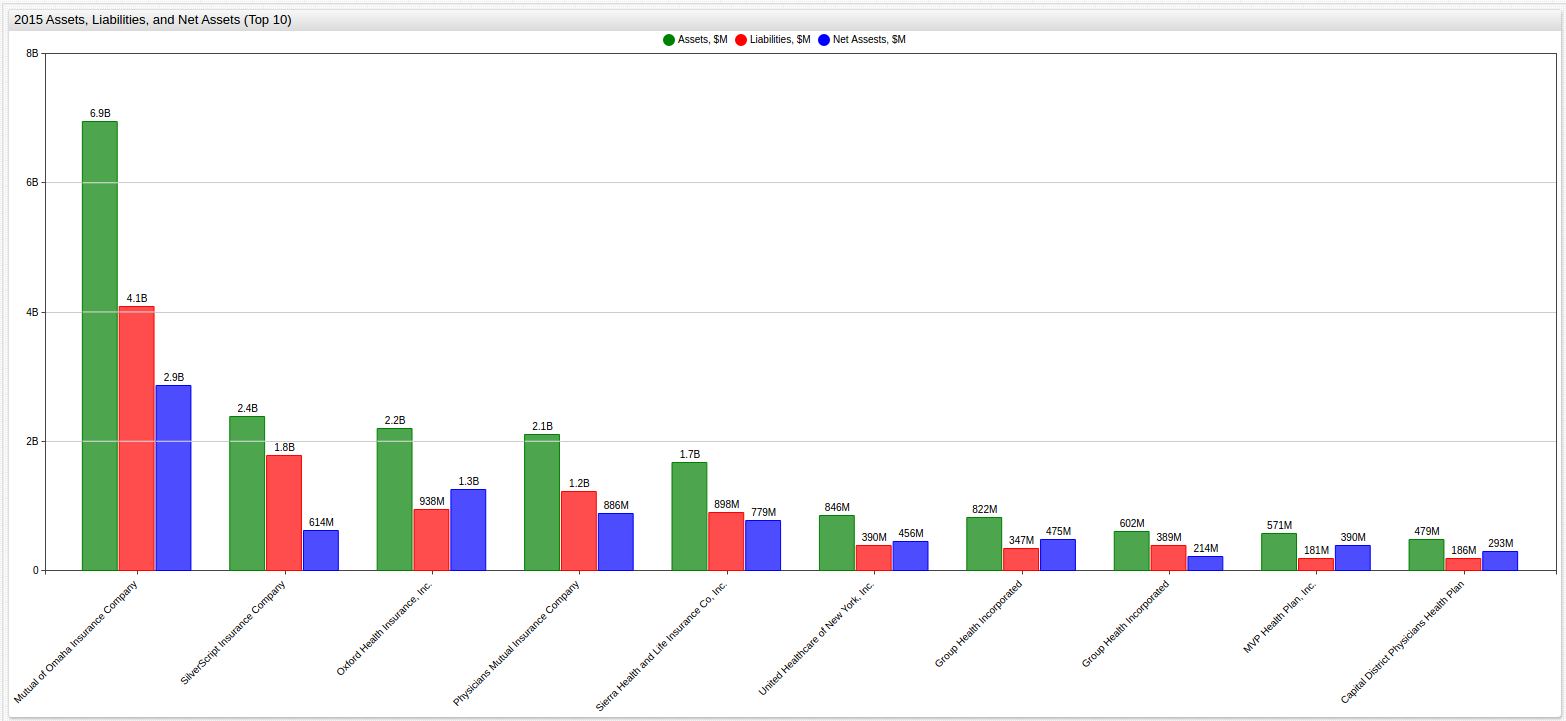 2015 Assets, Liabilities, and Net Assets (Top 10)
Assets, $M Liabilities, $M Net Assests, $M
8B
6B
4B
2B
0
6.9B
4.1B
2.9B
2.4B
1.8B
614M
2.2B
938M
1.3B
2.1B
1.2B
886M
1.7B
898M
779M
846M
390M
456M
822M
347M
475M
602M
389M
214M
571M
181M
390M
479M
186M
293M
Mutual of Omaha Insurance Company
SilverScript Insurance Company
Oxford Health Insurance, Inc.
Physicians Mutual Insurance Company
Sierra Health and Life Insurance Co, Inc.
United Healthcare of New York, Inc.
Group Health Incorporated
Group Health Incorporated
MVP Health Plan, Inc.
Capital District Physicians Health Plan